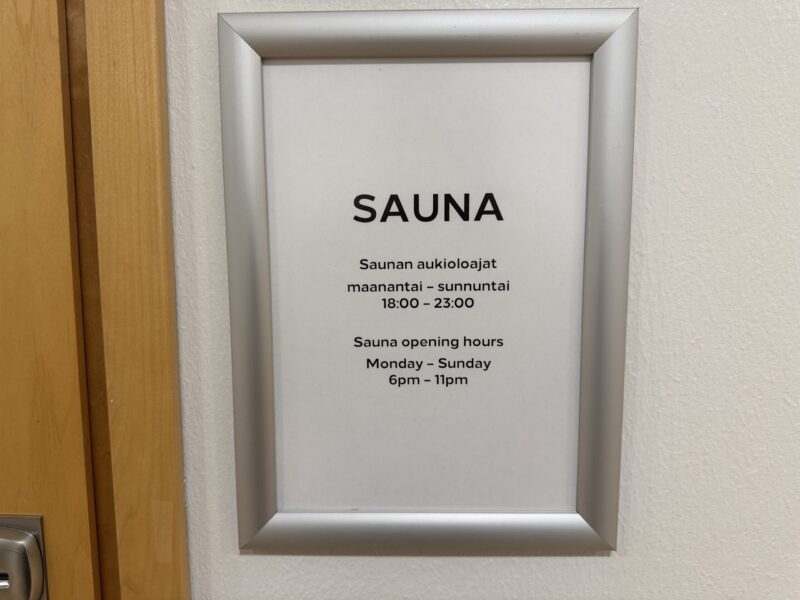 SAUNA
Saunan aukioloajat
maanantai – sunnuntai
18:00 – 23:00
Sauna opening hours
Monday – Sunday
6pm – 11pm